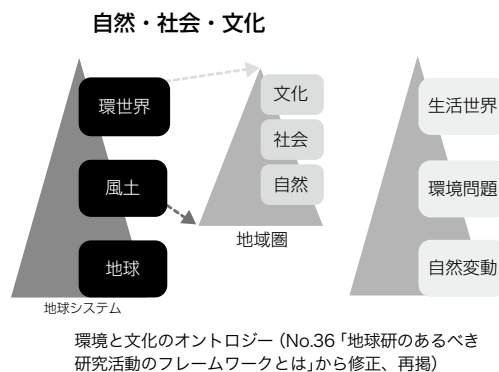 自然・社会・文化
環世界
風土
地球
地球システム
文化
社会
自然
地域圏
生活世界
環境問題
自然変動
環境と文化のオントロジー (No.36「地球研のあるべき
研究活動のフレームワークとは」から修正、再掲)